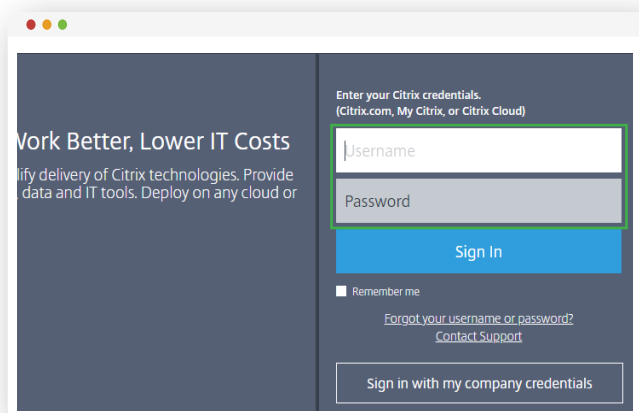 Work Better, Lower IT Costs
lify delivery of Citrix technologies. Provide
, data and IT tools. Deploy on any cloud or
Enter your Citrix credentials.
(Citrix.com, My Citrix, or Citrix Cloud)
Username
Password
Sign In
Remember me
Forgot your username or password?
Contact Support
Sign in with my company credentials